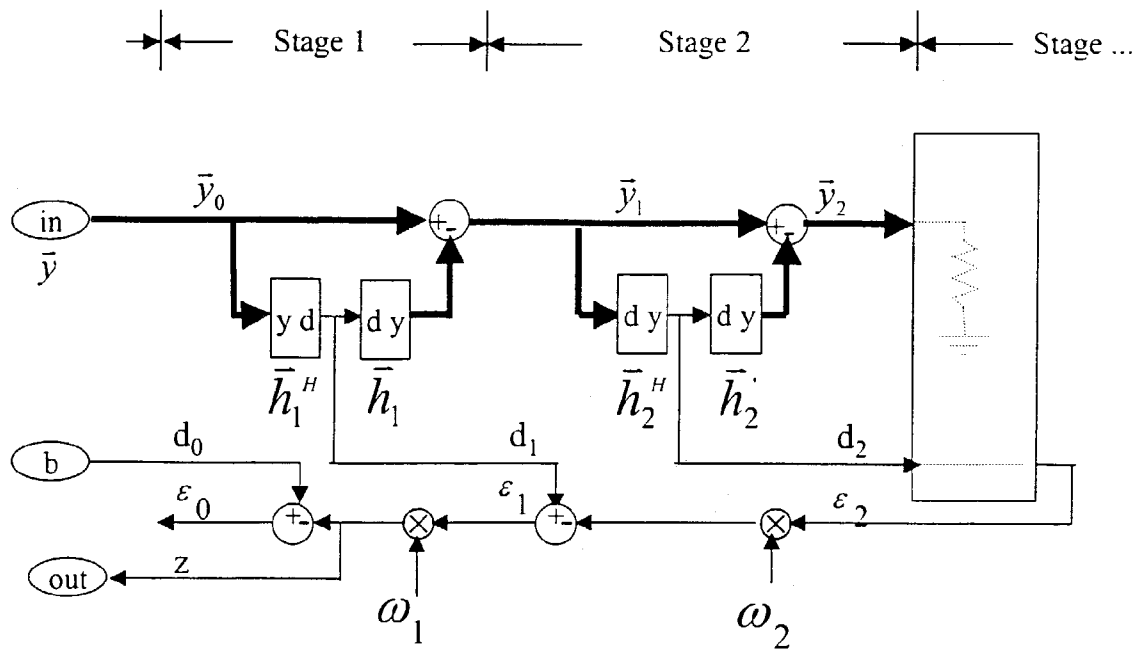 Stage 1 Stage 2 Stage ...
in ȳ₀ + - ȳ₁ + - ȳ₂
ȳ
y d d y d y d y
h̄₁ᴴ h̄₁ h̄₂ᴴ h̄₂
b d₀ d₁ d₂
ε₀ + - ε₁ + - ε₂
out z
ω₁ ω₂